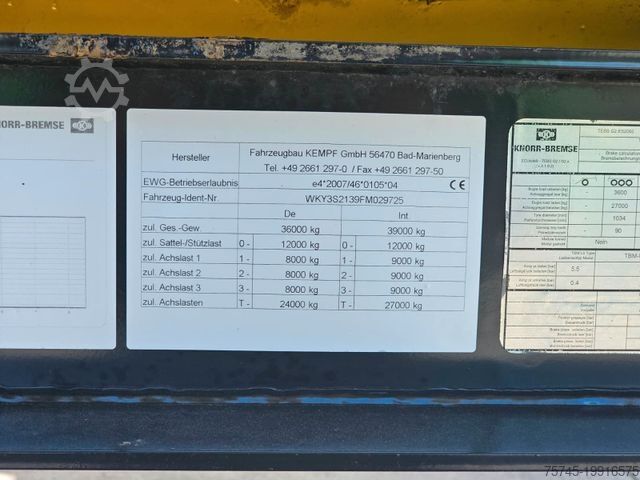 KNORR-BREMSE
Hersteller
Fahrzeugbau KEMPF GmbH 56470 Bad-Marienberg
Tel. +49 2661 297-0 / Fax +49 2661 297-50
EWG-Betriebserlaubnis e4*2007/46*0105*04 CE
Fahrzeug-Ident-Nr. WKY3S2139FM029725
De Int
zul. Ges.-Gew. 36000 kg 39000 kg
zul. Sattel-/Stützlast 0 - 12000 kg 0 - 12000 kg
zul. Achslast 1 1 - 8000 kg 1 - 9000 kg
zul. Achslast 2 2 - 8000 kg 2 - 9000 kg
zul. Achslast 3 3 - 8000 kg 3 - 9000 kg
zul. Achslasten T - 24000 kg T - 27000 kg
KNORR-BREMSE
Brake calculation
3600
27000
1034
90
Nein
TBM-
5.5
0.4
75745-19916575